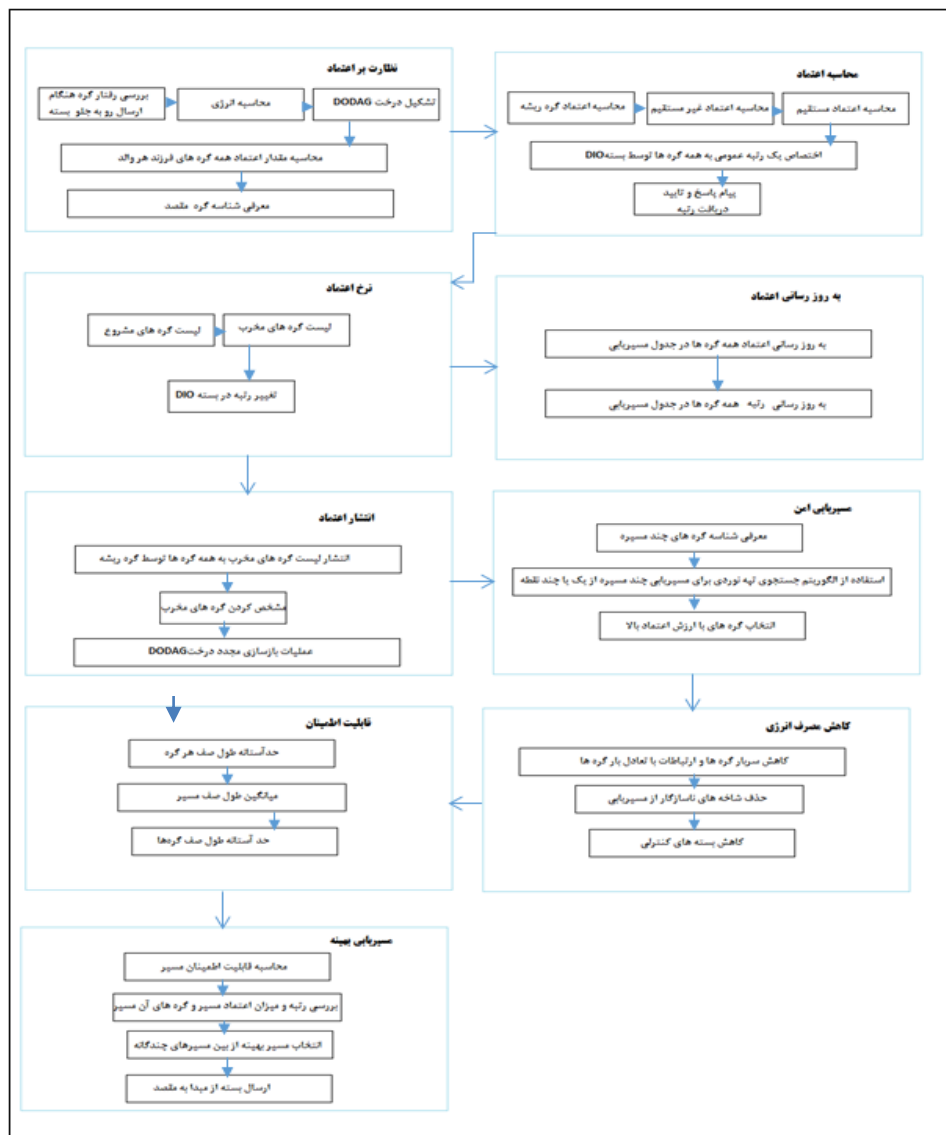 نظارت بر اعتماد
بررسی رفتار گره هنگام
ارسال رو به جلو بسته
محاسبه انرژی
تشکیل درخت DODAG
محاسبه مقدار اعتماد همه گره های فرزند هر والد
معرفی شناسه گره مقصد
محاسبه اعتماد
محاسبه اعتماد گره ریشه
محاسبه اعتماد غیر مستقیم
محاسبه اعتماد مستقیم
اختصاص یک رتبه عمومی به همه گره ها توسط بستهDIO
پیام پاسخ و تایید
دریافت رتبه
نرخ اعتماد
لیست گره های مشروع
لیست گره های مخرب
تغییر رتبه در بسته DIO
به روز رسانی اعتماد
به روز رسانی اعتماد همه گره ها در جدول مسیریابی
به روز رسانی رتبه همه گره ها در جدول مسیریابی
انتشار اعتماد
انتشار لیست گره های مخرب به همه گره ها توسط گره ریشه
مشخص کردن گره های مخرب
عملیات بازسازی مجدد درختDODAG
مسیریابی امن
معرفی شناسه گره های چند مسیره
استفاده از الگوریتم جستجوی تپه نوردی برای مسیریابی چند مسیره از یک یا چند نقطه
انتخاب گره های با ارزش اعتماد بالا
قابلیت اطمینان
حدآستانه طول صف هر گره
میانگین طول صف مسیر
حد آستانه طول صف گره‌ها
کاهش مصرف انرژی
کاهش سربار گره ها و ارتباطات با تعادل بار گره ها
حذف شاخه های ناسازگار از مسیریابی
کاهش بسته های کنترلی
مسیریابی بهینه
محاسبه قابلیت اطمینان مسیر
بررسی رتبه و میزان اعتماد مسیر و گره های آن مسیر
انتخاب مسیر بهینه از بین مسیرهای چندگانه
ارسال بسته از مبدا به مقصد